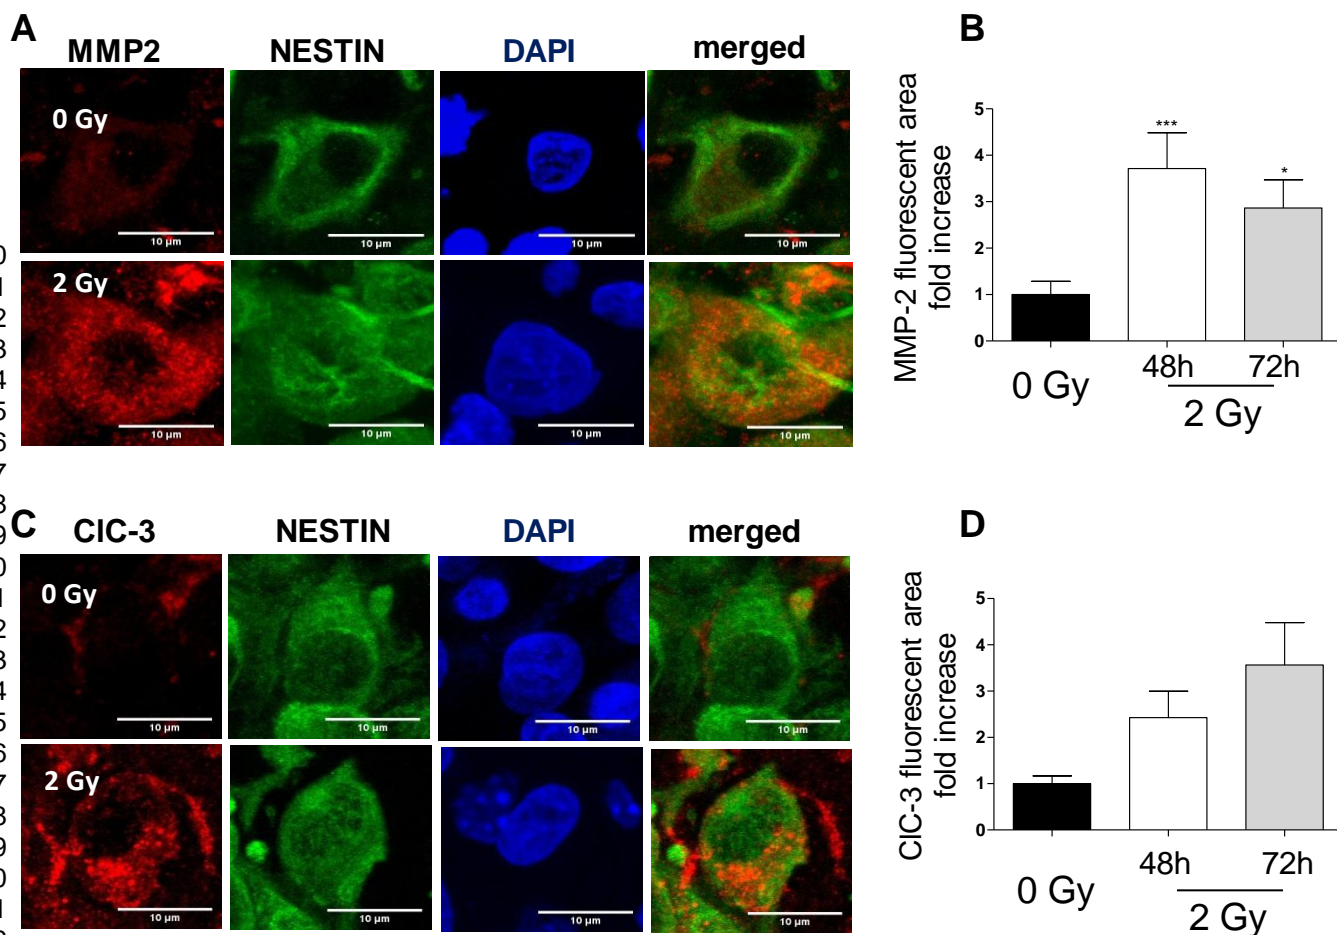 A
MMP2 NESTIN DAPI merged
0 Gy
10 µm 10 µm 10 µm 10 µm
2 Gy
10 µm 10 µm 10 µm 10 µm
B
MMP-2 fluorescent area
fold increase
5
4
3
2
1
0
***
*
48h 72h
0 Gy
2 Gy
C
CIC-3 NESTIN DAPI merged
0 Gy
10 µm 10 µm 10 µm 10 µm
2 Gy
10 µm 10 µm 10 µm 10 µm
D
CIC-3 fluorescent area
fold increase
5
4
3
2
1
0
48h 72h
0 Gy
2 Gy